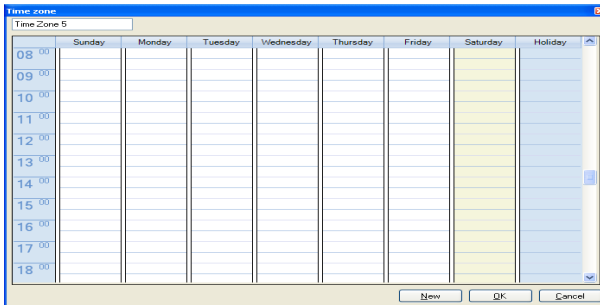 Time zone
Time Zone 5
Sunday Monday Tuesday Wednesday Thursday Friday Saturday Holiday
08 00
09 00
10 00
11 00
12 00
13 00
14 00
15 00
16 00
17 00
18 00
New OK Cancel